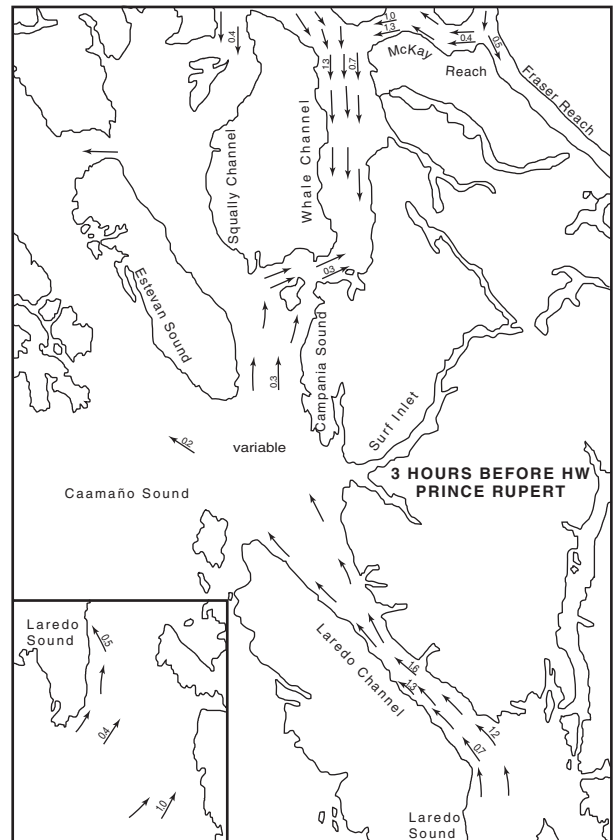 0.4
1.3
0.7
1.0
1.3
0.4
0.5
McKay
Reach
Fraser Reach
Squally Channel
Whale Channel
0.3
Estevan Sound
Campania Sound
0.3
Surf Inlet
0.2
variable
Caamaño Sound
3 HOURS BEFORE HW
PRINCE RUPERT
Laredo Channel
1.6
1.3
1.2
0.7
Laredo
Sound
Laredo
Sound
0.5
0.4
1.0